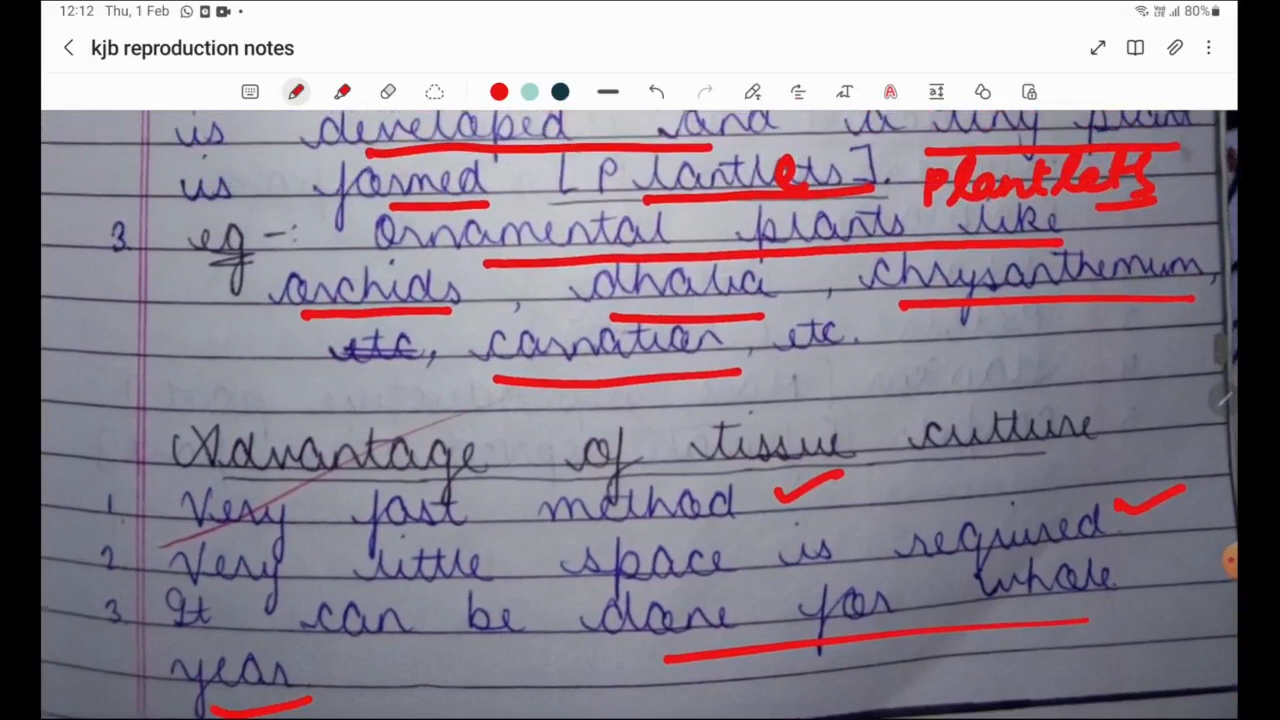 12:12 Thu, 1 Feb
80%
kjb reproduction notes
is developed and a tiny plant
is formed [Plantlets]. Plantlets
3. eg -: Ornamental plants like
orchids, dhalia, chrysanthemum,
etc, carnation, etc.
Advantage of tissue culture
1. Very fast method
2. Very little space is required
3. It can be done for whole
year